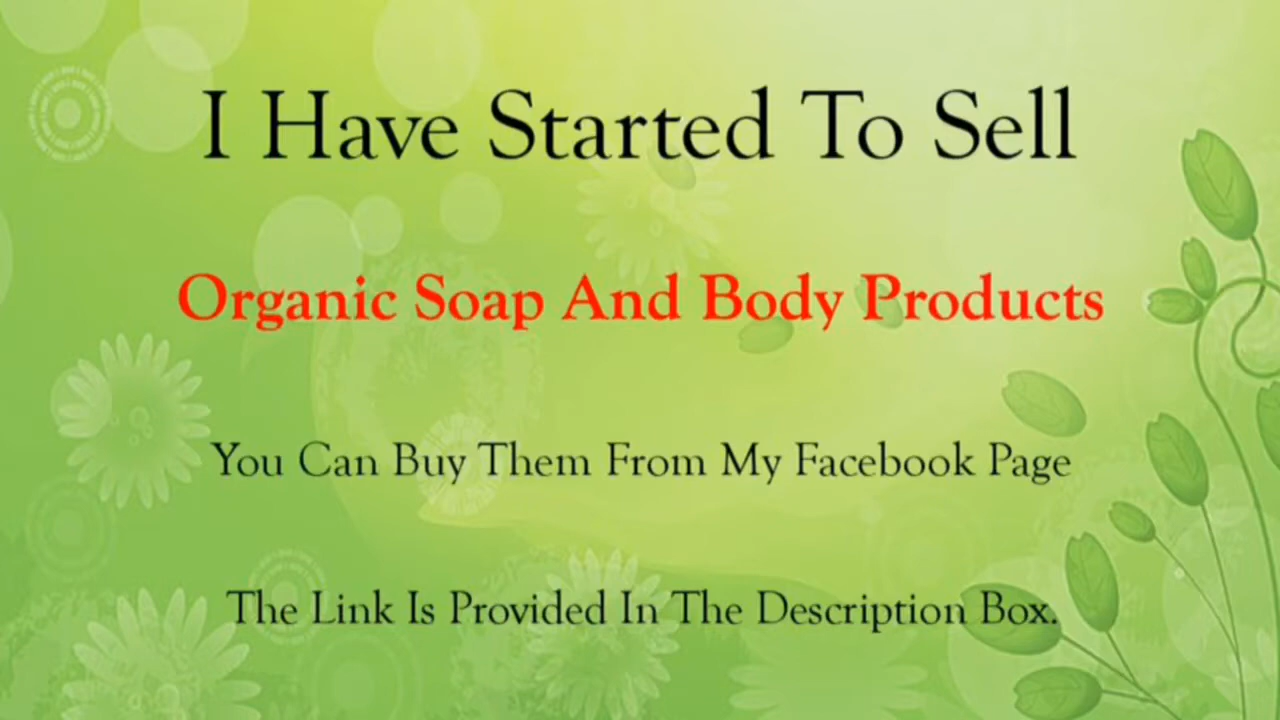 I Have Started To Sell
Organic Soap And Body Products
You Can Buy Them From My Facebook Page
The Link Is Provided In The Description Box.